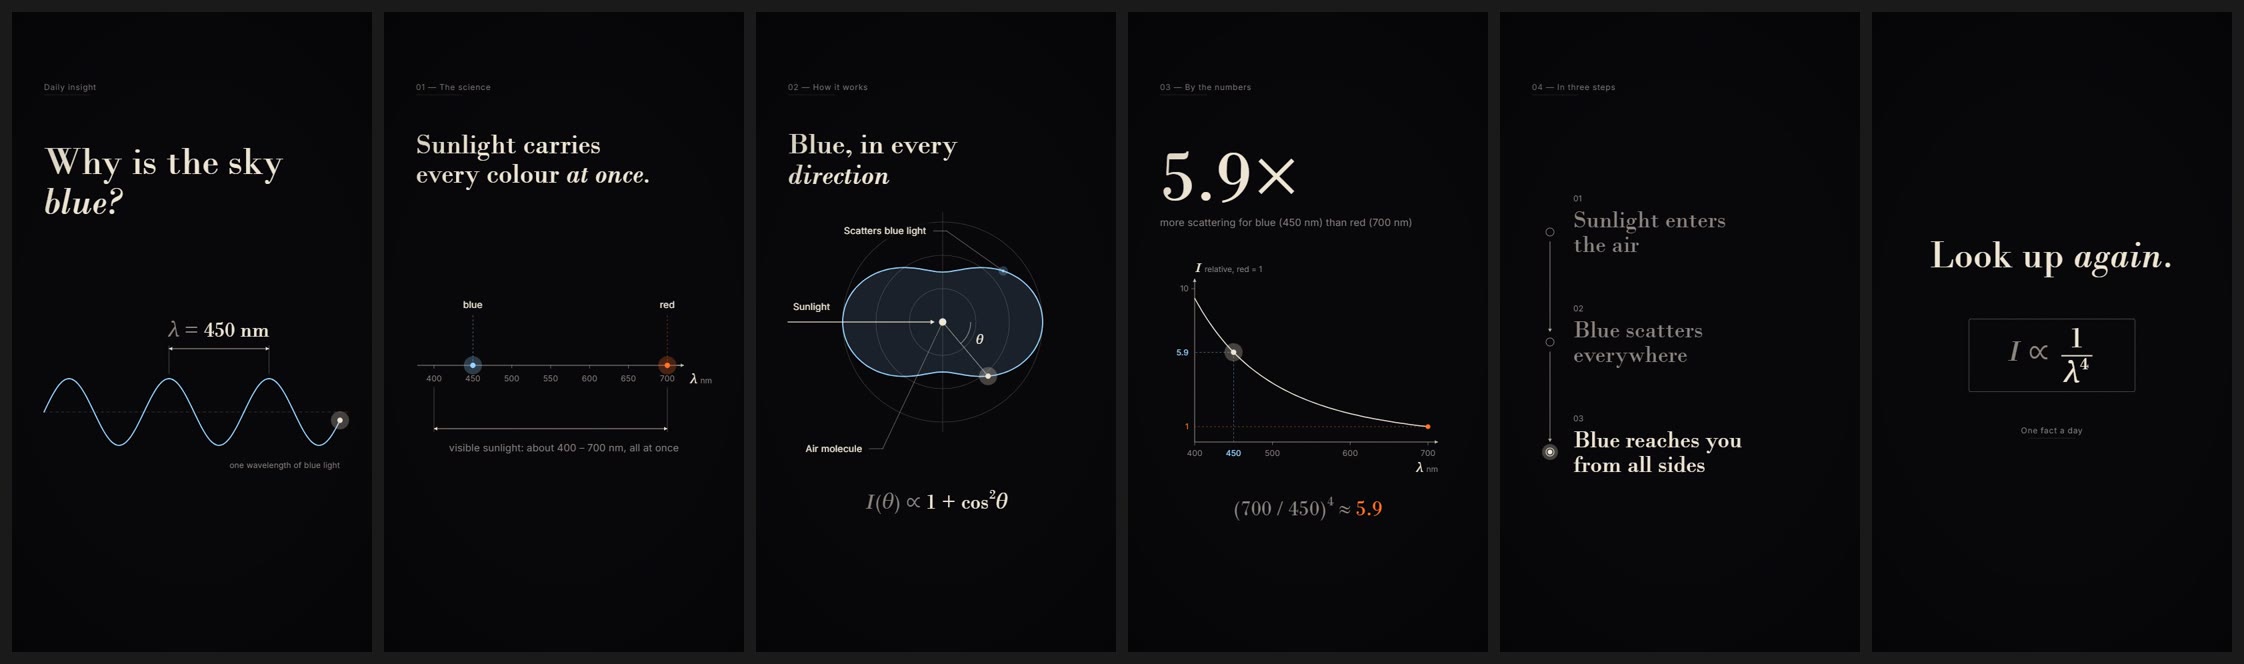 Daily Insight
Why is the sky
blue?
λ = 450 nm
one wavelength of blue light
01 — The science
Sunlight carries
every colour at once.
blue
red
400 450 500 550 600 650 700 λ nm
visible sunlight: about 400 – 700 nm, all at once
02 — How it works
Blue, in every
direction
Scatters blue light
Sunlight
θ
Air molecule
I(θ) ∝ 1 + cos²θ
03 — By the numbers
5.9×
more scattering for blue (450 nm) than red (700 nm)
I relative, red = 1
10
5.9
1
400 450 500 600 700
λ nm
(700 / 450)⁴ ≈ 5.9
04 — In three steps
01
Sunlight enters
the air
02
Blue scatters
everywhere
03
Blue reaches you
from all sides
Look up again.
I ∝ 1/λ⁴
One fact a day